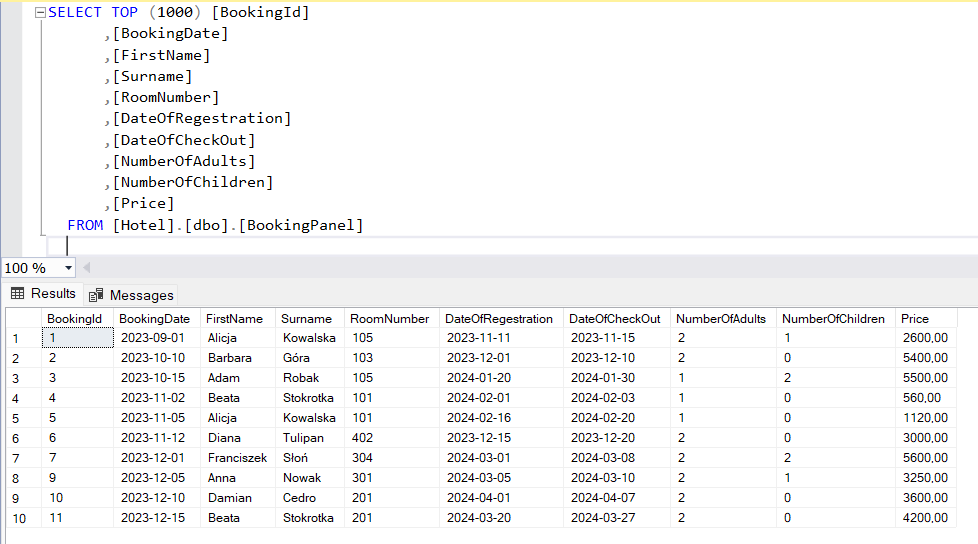 SELECT TOP (1000) [BookingId]
,[BookingDate]
,[FirstName]
,[Surname]
,[RoomNumber]
,[DateOfRegestration]
,[DateOfCheckOut]
,[NumberOfAdults]
,[NumberOfChildren]
,[Price]
FROM [Hotel].[dbo].[BookingPanel]
100 %
Results Messages
BookingId BookingDate FirstName Surname RoomNumber DateOfRegestration DateOfCheckOut NumberOfAdults NumberOfChildren Price
1 1 2023-09-01 Alicja Kowalska 105 2023-11-11 2023-11-15 2 1 2600,00
2 2 2023-10-10 Barbara Góra 103 2023-12-01 2023-12-10 2 0 5400,00
3 3 2023-10-15 Adam Robak 105 2024-01-20 2024-01-30 1 2 5500,00
4 4 2023-11-02 Beata Stokrotka 101 2024-02-01 2024-02-03 1 0 560,00
5 5 2023-11-05 Alicja Kowalska 101 2024-02-16 2024-02-20 1 0 1120,00
6 6 2023-11-12 Diana Tulipan 402 2023-12-15 2023-12-20 2 0 3000,00
7 7 2023-12-01 Franciszek Słoń 304 2024-03-01 2024-03-08 2 2 5600,00
8 9 2023-12-05 Anna Nowak 301 2024-03-05 2024-03-10 2 1 3250,00
9 10 2023-12-10 Damian Cedro 201 2024-04-01 2024-04-07 2 0 3600,00
10 11 2023-12-15 Beata Stokrotka 201 2024-03-20 2024-03-27 2 0 4200,00